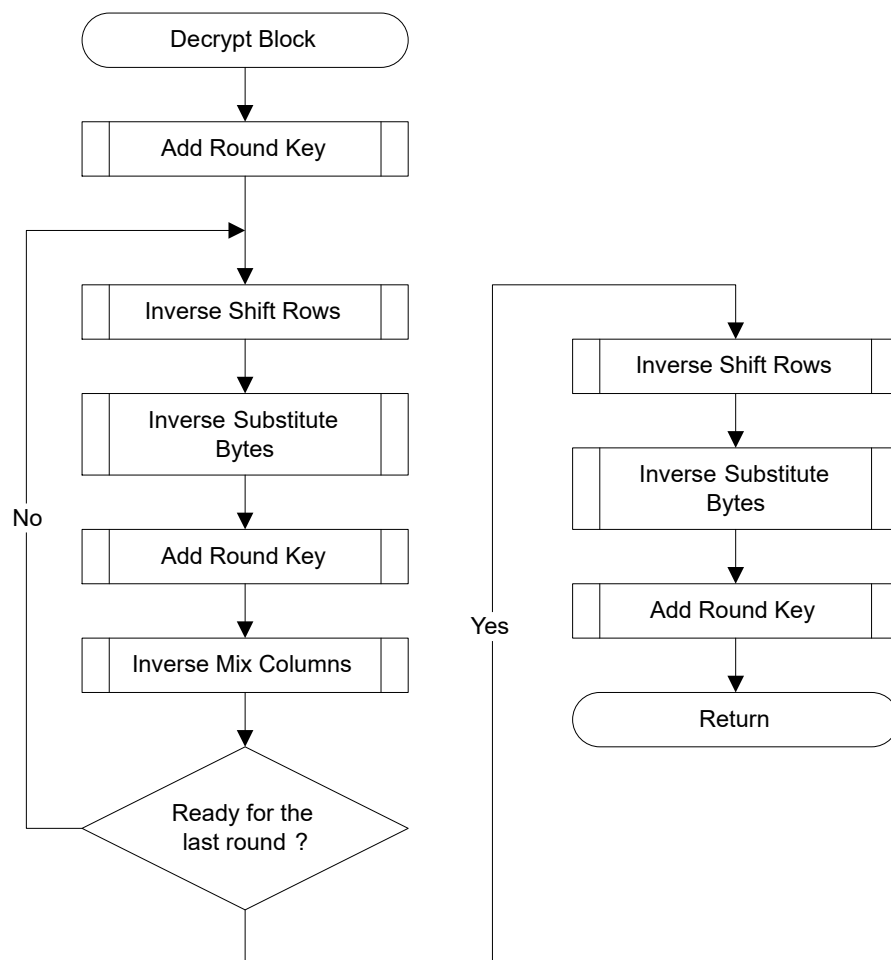 Decrypt Block
Add Round Key
Inverse Shift Rows
Inverse Substitute
Bytes
Add Round Key
Inverse Mix Columns
Ready for the
last round ?
No
Yes
Inverse Shift Rows
Inverse Substitute
Bytes
Add Round Key
Return